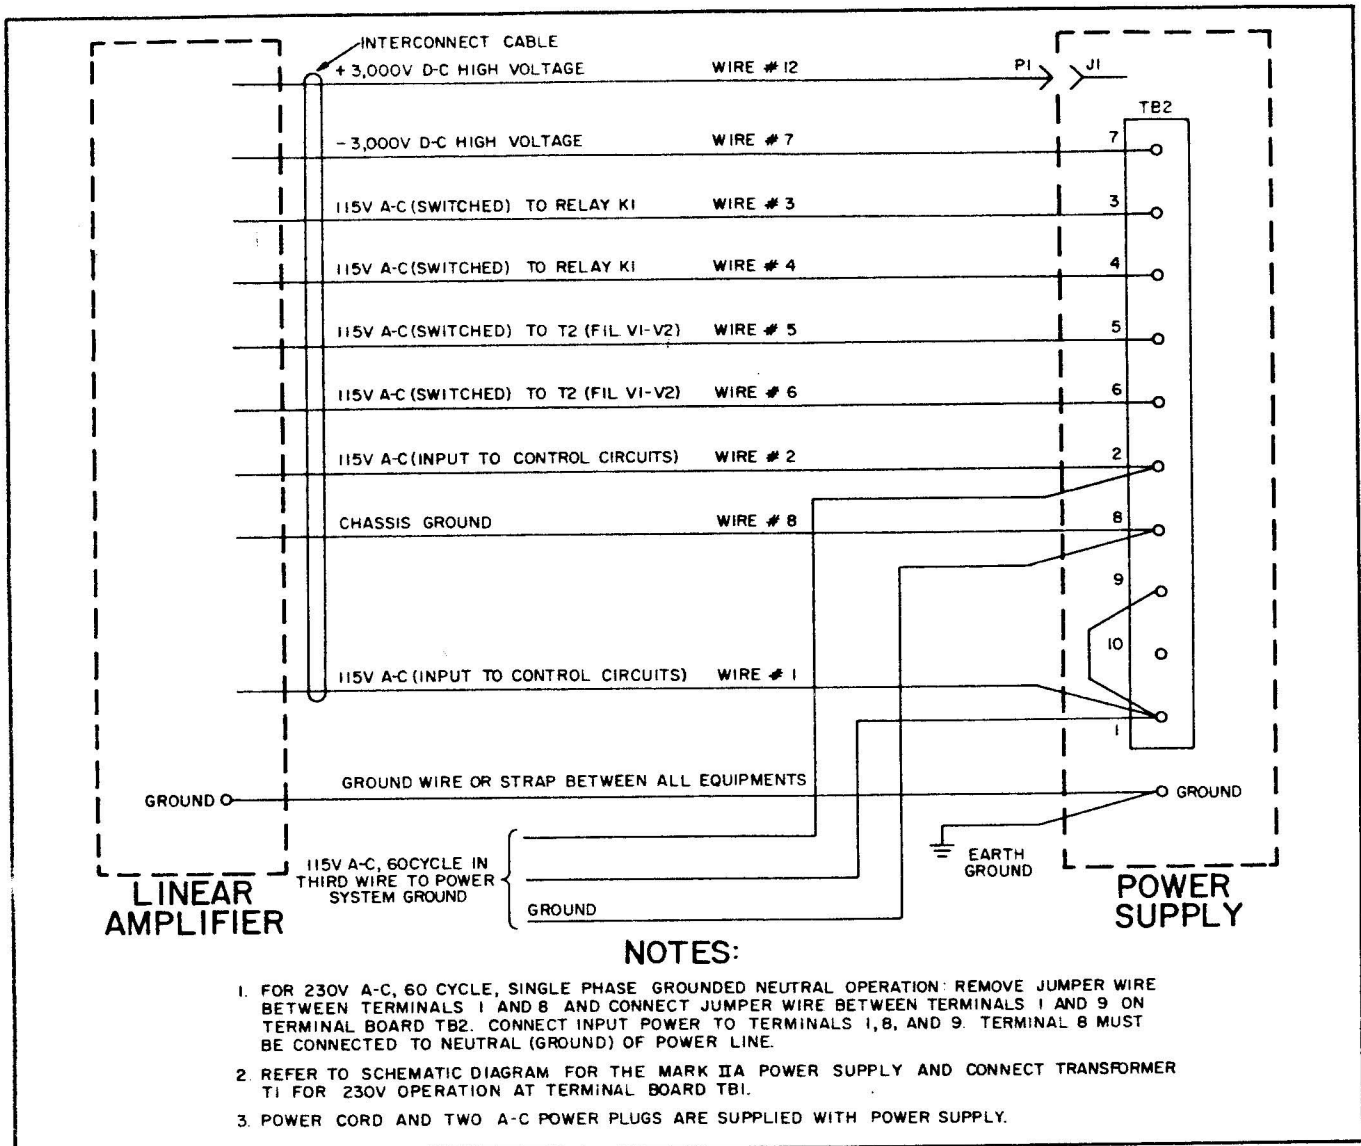 INTERCONNECT CABLE
+ 3,000V D-C HIGH VOLTAGE WIRE # 12 P1 J1
TB2
- 3,000V D-C HIGH VOLTAGE WIRE # 7 7
115V A-C (SWITCHED) TO RELAY K1 WIRE # 3 3
115V A-C (SWITCHED) TO RELAY K1 WIRE # 4 4
115V A-C (SWITCHED) TO T2 (FIL V1-V2) WIRE # 5 5
115V A-C (SWITCHED) TO T2 (FIL V1-V2) WIRE # 6 6
115V A-C (INPUT TO CONTROL CIRCUITS) WIRE # 2 2
CHASSIS GROUND WIRE # 8 8
9
10
115V A-C (INPUT TO CONTROL CIRCUITS) WIRE # 1
1
GROUND WIRE OR STRAP BETWEEN ALL EQUIPMENTS
GROUND GROUND
115V A-C, 60CYCLE IN
THIRD WIRE TO POWER
SYSTEM GROUND
GROUND
EARTH
GROUND
LINEAR
AMPLIFIER
POWER
SUPPLY
NOTES:
1. FOR 230V A-C, 60 CYCLE, SINGLE PHASE GROUNDED NEUTRAL OPERATION: REMOVE JUMPER WIRE
BETWEEN TERMINALS 1 AND 8 AND CONNECT JUMPER WIRE BETWEEN TERMINALS 1 AND 9 ON
TERMINAL BOARD TB2. CONNECT INPUT POWER TO TERMINALS 1,8, AND 9. TERMINAL 8 MUST
BE CONNECTED TO NEUTRAL (GROUND) OF POWER LINE.
2. REFER TO SCHEMATIC DIAGRAM FOR THE MARK IIA POWER SUPPLY AND CONNECT TRANSFORMER
T1 FOR 230V OPERATION AT TERMINAL BOARD TB1.
3. POWER CORD AND TWO A-C POWER PLUGS ARE SUPPLIED WITH POWER SUPPLY.